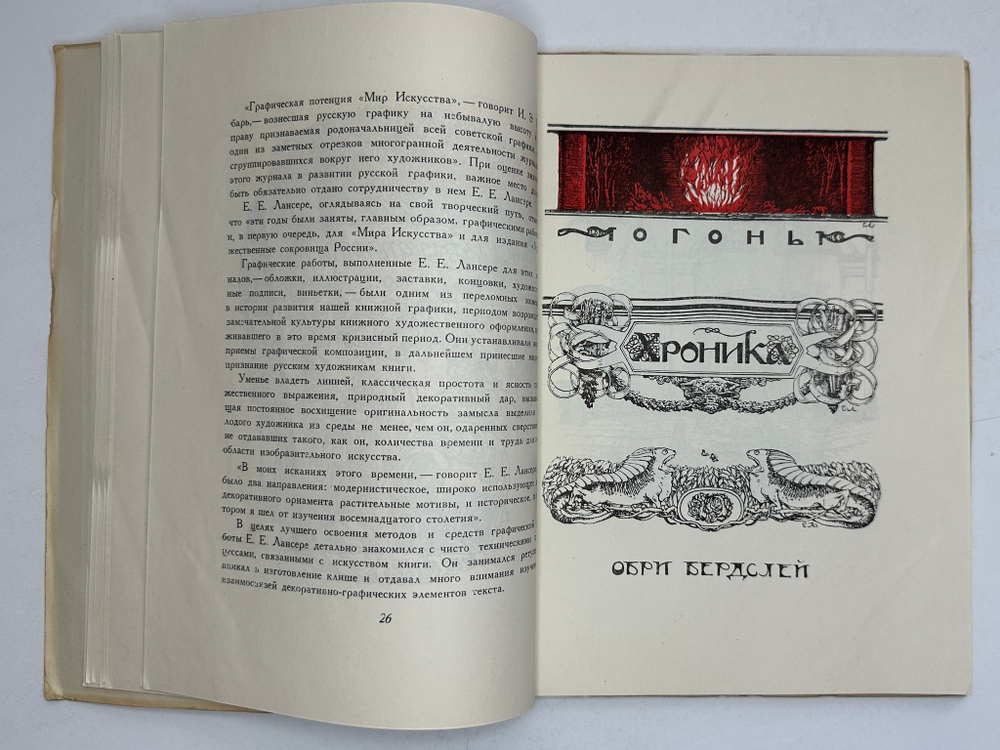 «Графическая потенция «Мир Искусства», — говорит И. Э.
барь,— вознесшая русскую графику на небывалую высоту
праву признаваемая родоначальницей всей советской графики,
один из заметных отрезков многогранной деятельности
сгруппировавшихся вокруг него художников». При оценке
этого журнала в развитии русской графики, важное место
быть обязательно отдано сотрудничеству в нем Е. Е. Лансере.
Е. Е. Лансере, оглядываясь на свой творческий путь,
что «эти годы были заняты, главным образом, графическими
и, в первую очередь, для «Мира Искусства» и для издания
жественные сокровища России».
Графические работы, выполненные Е. Е. Лансере для этих
налов,— обложки, иллюстрации, заставки, концовки,
ные подписи, виньетки, — были одним из переломных
в истории развития нашей книжной графики, периодом
замечательной культуры книжного художественного оформления,
живавшего в это время кризисный период. Они устанавливали
приемы графической композиции, в дальнейшем принесшие
признание русским художникам книги.
Уменье владеть линией, классическая простота и ясность
жественного выражения, природный декоративный дар,
щая постоянное восхищение оригинальность замысла выделила
лодого художника из среды не менее, чем он, одаренных
не отдававших такого, как он, количества времени и труда для
области изобразительного искусства.
«В моих исканиях этого времени, — говорит Е. Е. Лансере,
было два направления: модернистическое, широко
декоративного орнамента растительные мотивы, и историческое, в
тором я шел от изучения восемнадцатого столетия».
В целях лучшего освоения методов и средств графической
боты Е. Е. Лансере детально знакомился с чисто техническими
цессами, связанными с искусством книги. Он занимался
вникал в изготовление клише и отдавал много внимания
взаимосвязей декоративно-графических элементов текста.
26
ОГОНЬ
Хроника
ОБРИ БЕРДСЛЕЙ